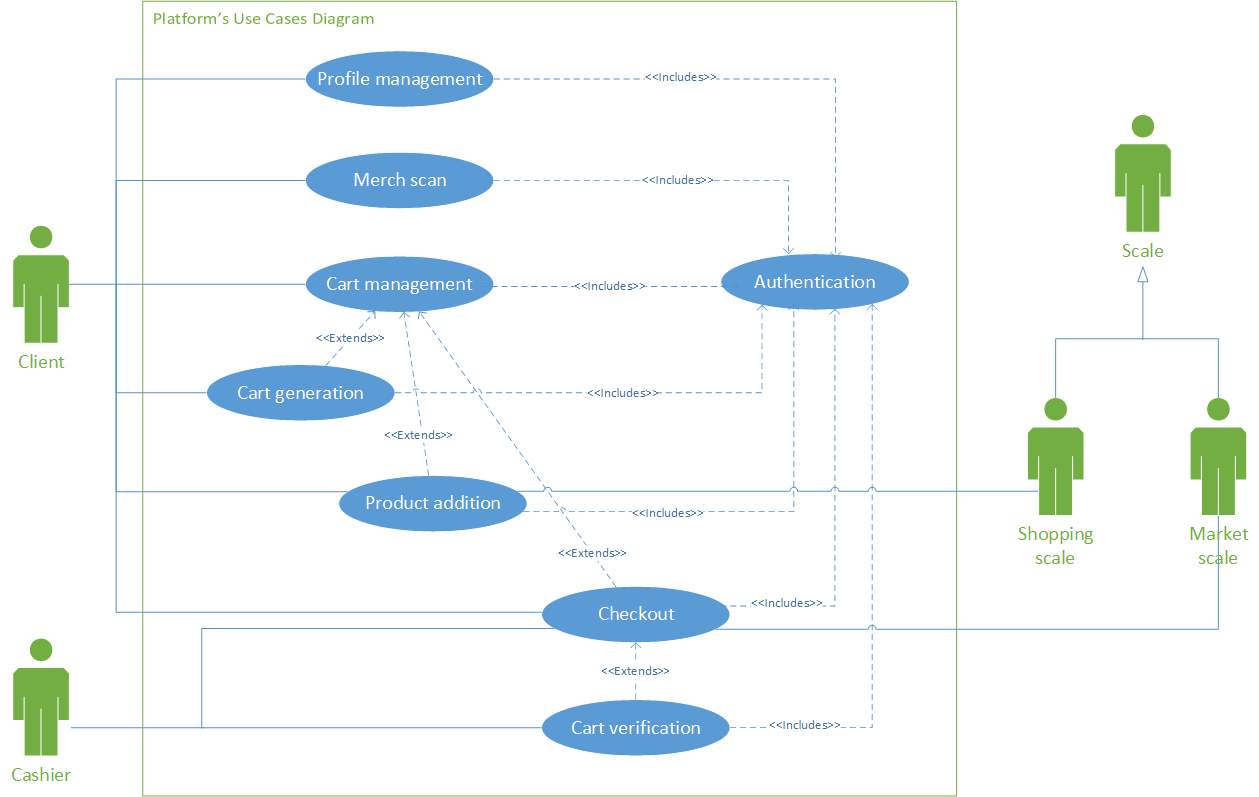 Platform's Use Cases Diagram
Profile management
<<Includes>>
Merch scan
<<Includes>>
Scale
Client
Cart management
<<Includes>>
Authentication
<<Extends>>
Cart generation
<<Includes>>
<<Extends>>
Product addition
<<Includes>>
Shopping
scale
Market
scale
<<Extends>>
Checkout
<<Includes>>
<<Extends>>
Cart verification
<<Includes>>
Cashier